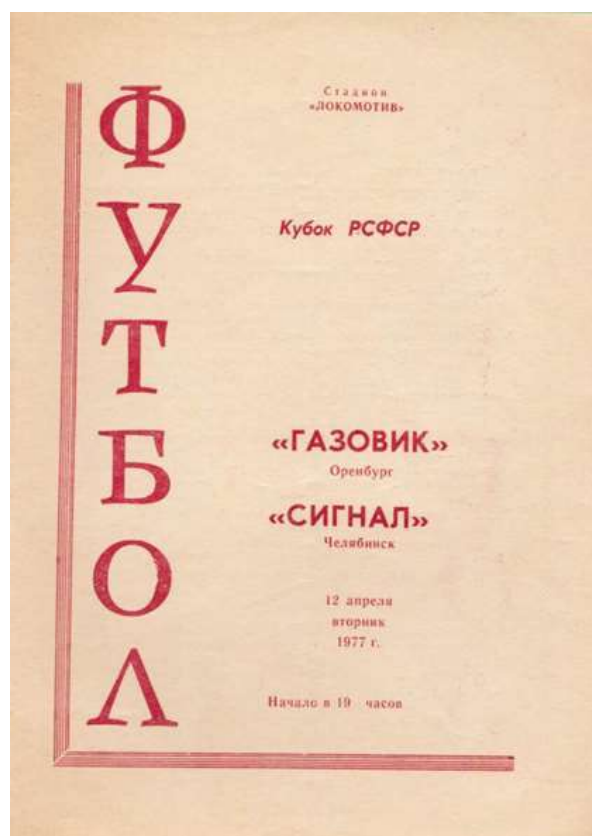 ФУТБОЛ
Стадион
«ЛОКОМОТИВ»
Кубок РСФСР
«ГАЗОВИК»
Оренбург
«СИГНАЛ»
Челябинск
12 апреля
вторник
1977 г.
Начало в 19 часов